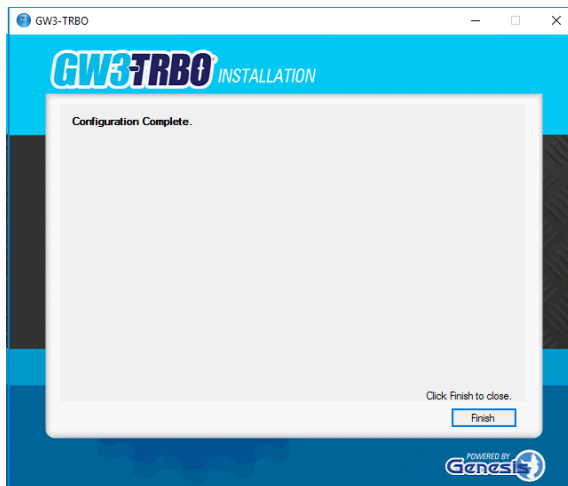 GW3-TRBO
GW3-TRBO INSTALLATION
Configuration Complete.
Click Finish to close.
Finish
POWERED BY
Genesis